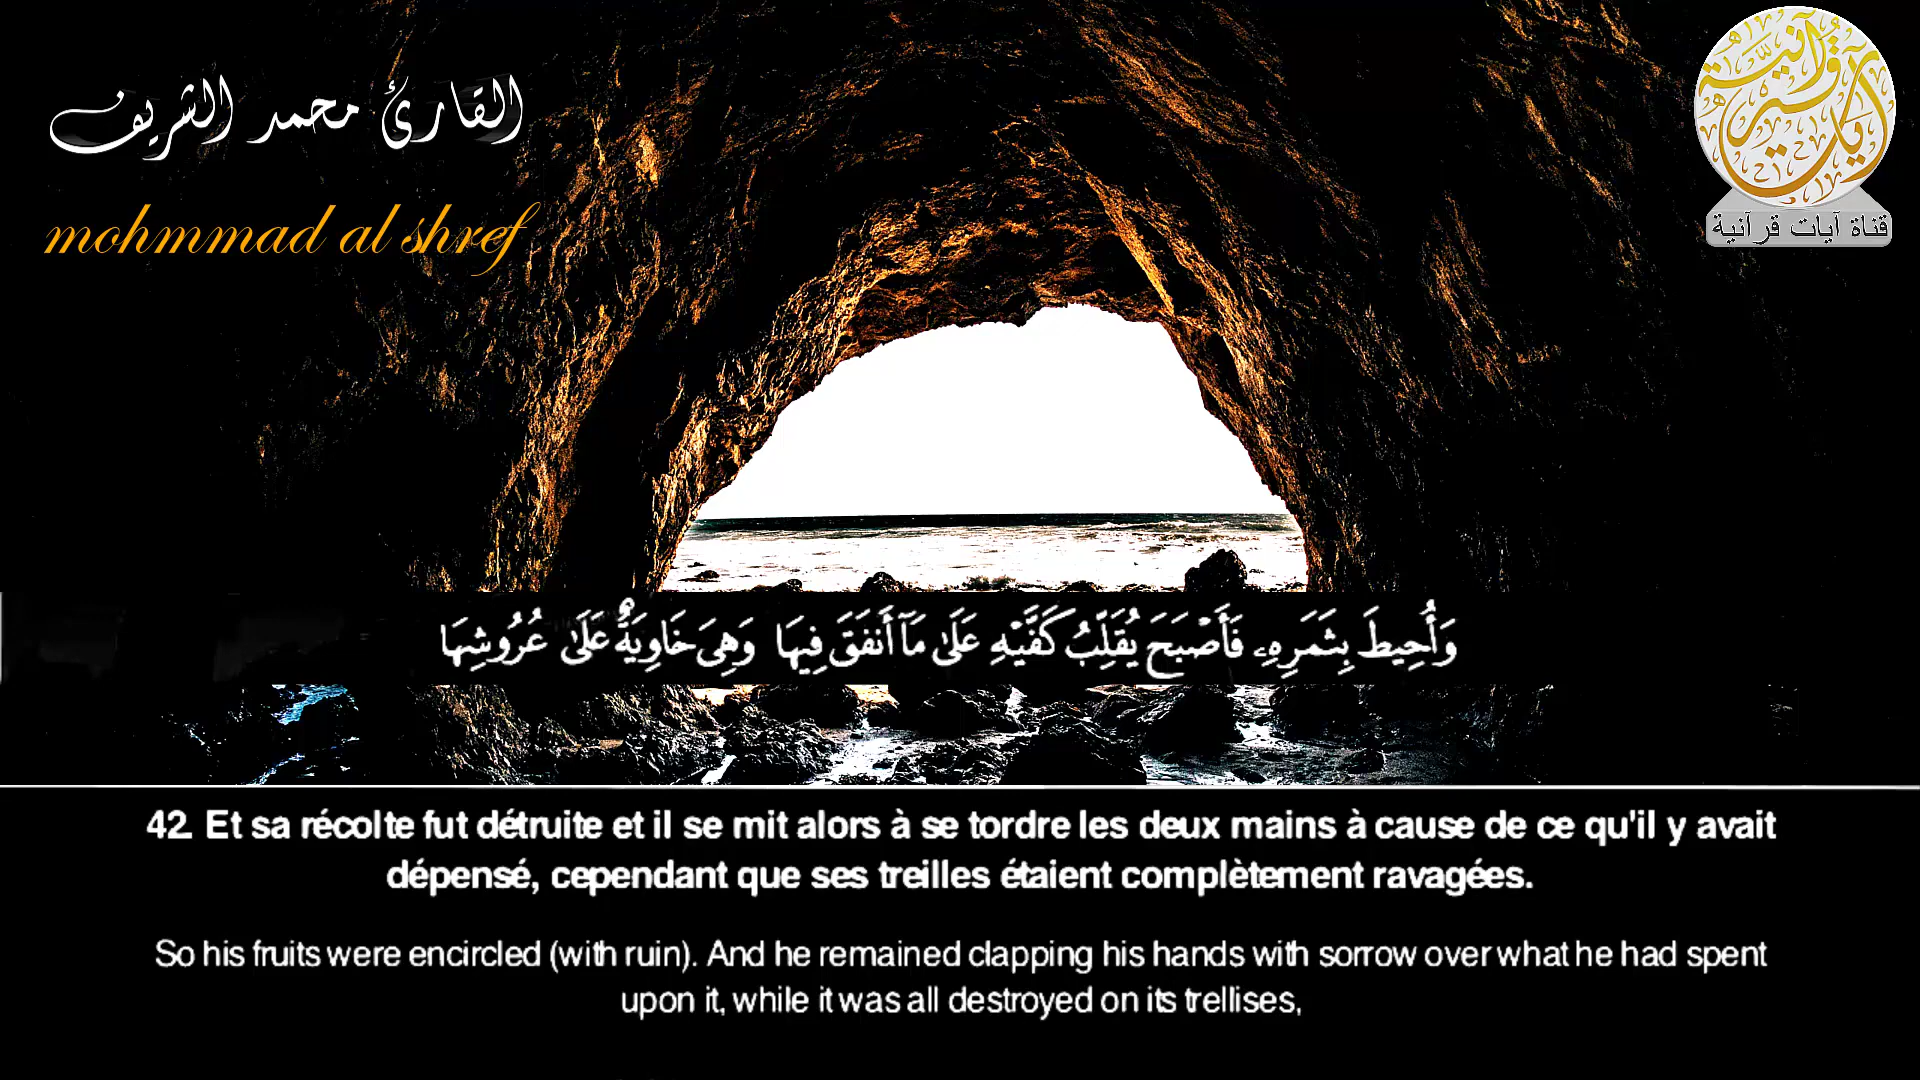 القارئ محمد الشريف
mohmmad al shref
آيات قرآنية
قناة آيات قرآنية
وَأُحِيطَ بِثَمَرِهِۦ فَأَصْبَحَ يُقَلِّبُ كَفَّيْهِ عَلَىٰ مَآ أَنفَقَ فِيهَا وَهِىَ خَاوِيَةٌ عَلَىٰ عُرُوشِهَا
42. Et sa récolte fut détruite et il se mit alors à se tordre les deux mains à cause de ce qu'il y avait
dépensé, cependant que ses treilles étaient complètement ravagées.
So his fruits were encircled (with ruin). And he remained clapping his hands with sorrow over what he had spent
upon it, while it was all destroyed on its trellises,